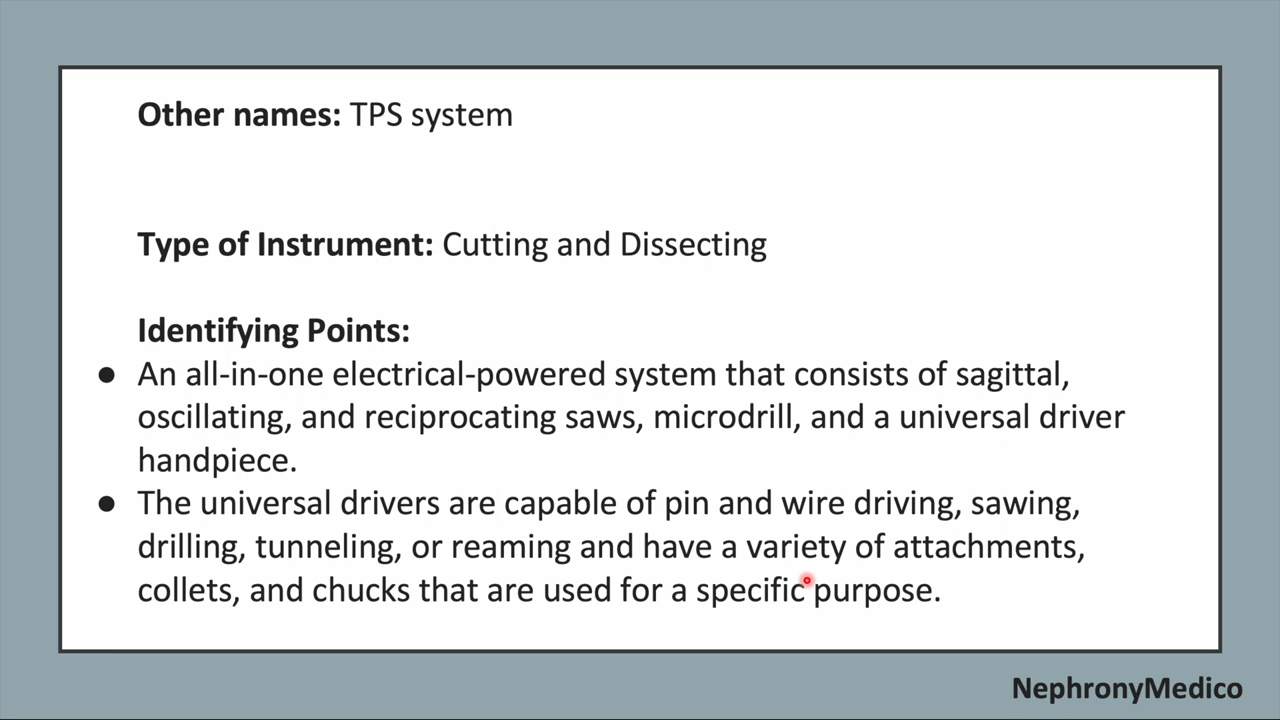 Other names: TPS system
Type of Instrument: Cutting and Dissecting
Identifying Points:
● An all-in-one electrical-powered system that consists of sagittal,
oscillating, and reciprocating saws, microdrill, and a universal driver
handpiece.
● The universal drivers are capable of pin and wire driving, sawing,
drilling, tunneling, or reaming and have a variety of attachments,
collets, and chucks that are used for a specific purpose.
NephronyMedico